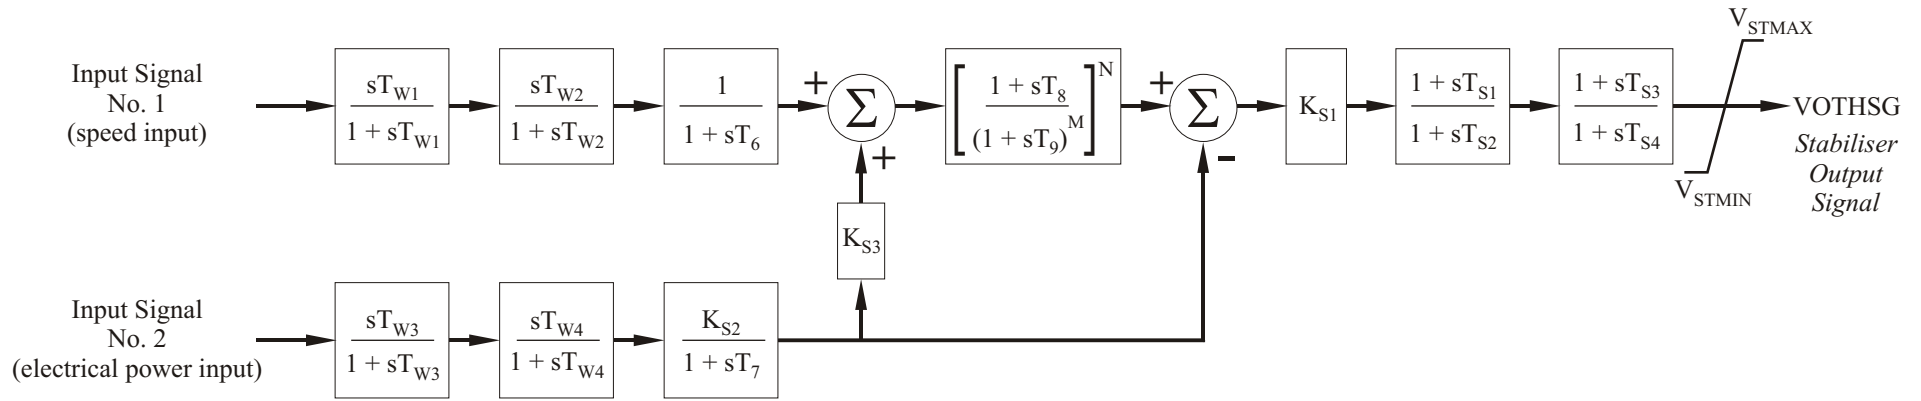 Input Signal
No. 1
(speed input)
sT_W1
1 + sT_W1
sT_W2
1 + sT_W2
1
1 + sT_6
+
Σ
+
[ 1 + sT_8 ]^N
(1 + sT_9)^M
+
Σ
-
K_S1
1 + sT_S1
1 + sT_S2
1 + sT_S3
1 + sT_S4
V_STMAX
V_STMIN
VOTHSG
Stabiliser
Output
Signal
K_S3
Input Signal
No. 2
(electrical power input)
sT_W3
1 + sT_W3
sT_W4
1 + sT_W4
K_S2
1 + sT_7